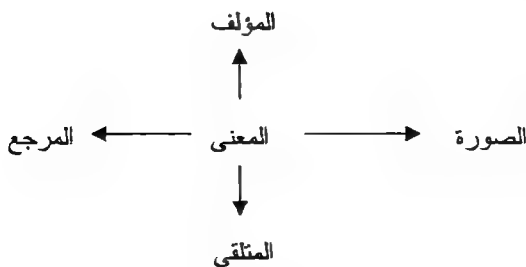 المؤلف
الصورة المعنى المرجع
المتلقي